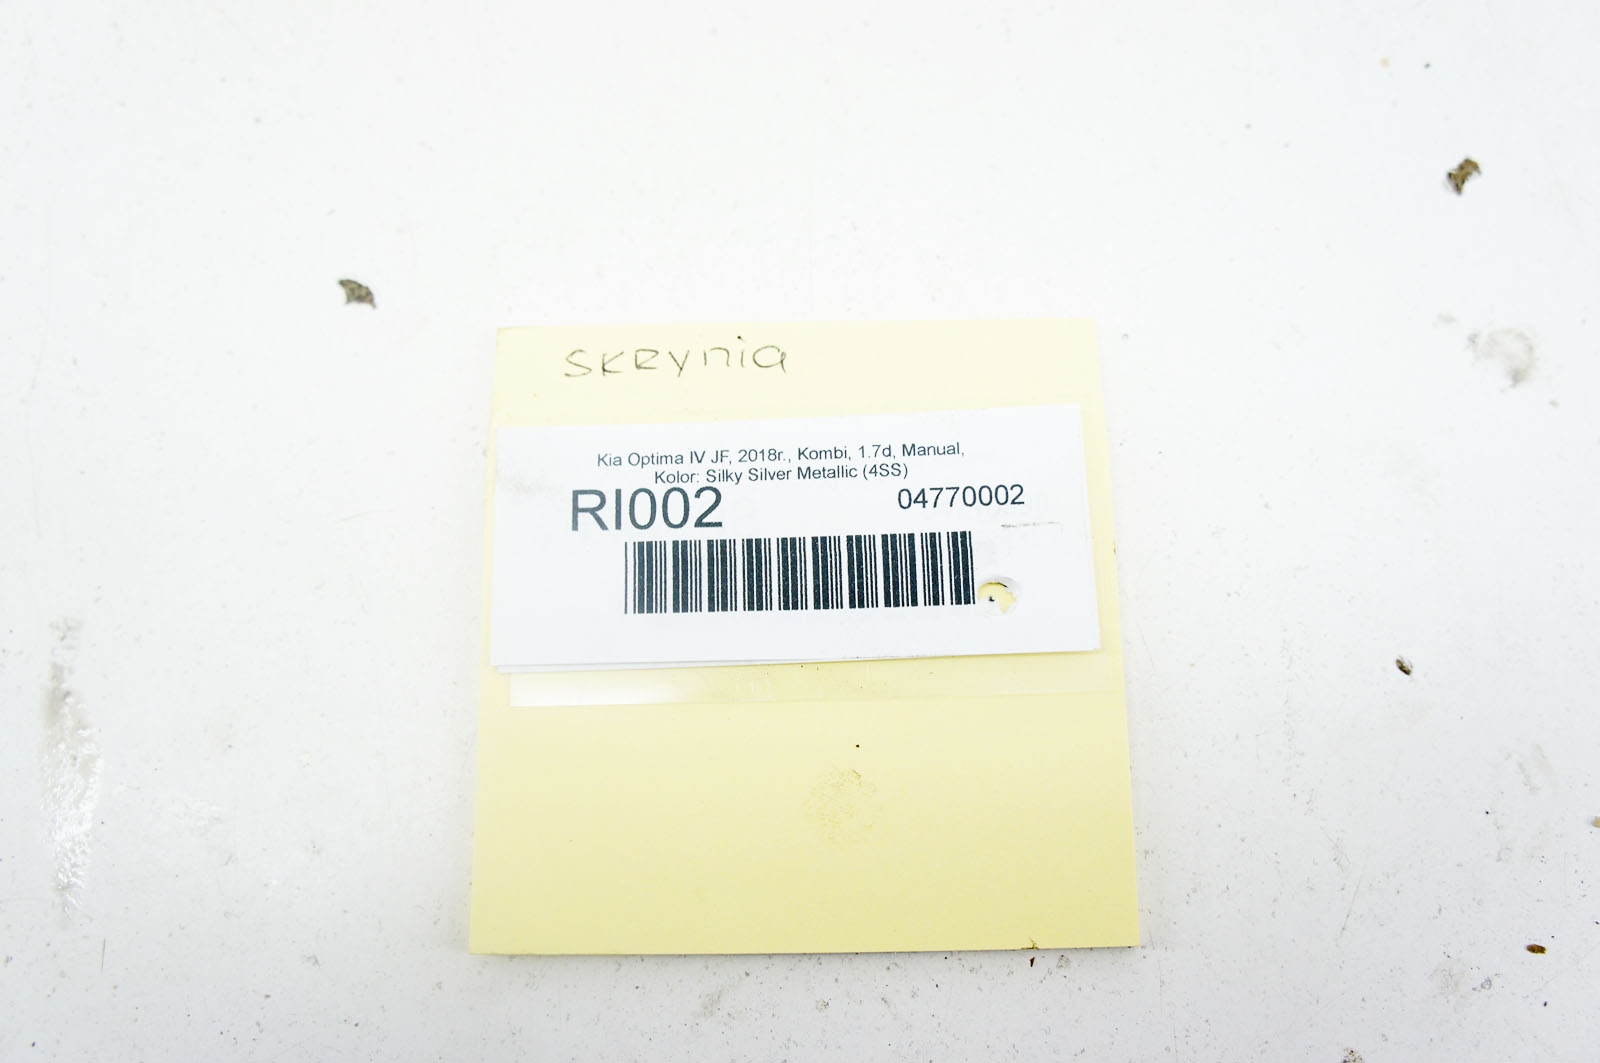 SKRynia
Kia Optima IV JF, 2018r., Kombi, 1.7d, Manual,
Kolor: Silky Silver Metallic (4SS)
RI002 04770002